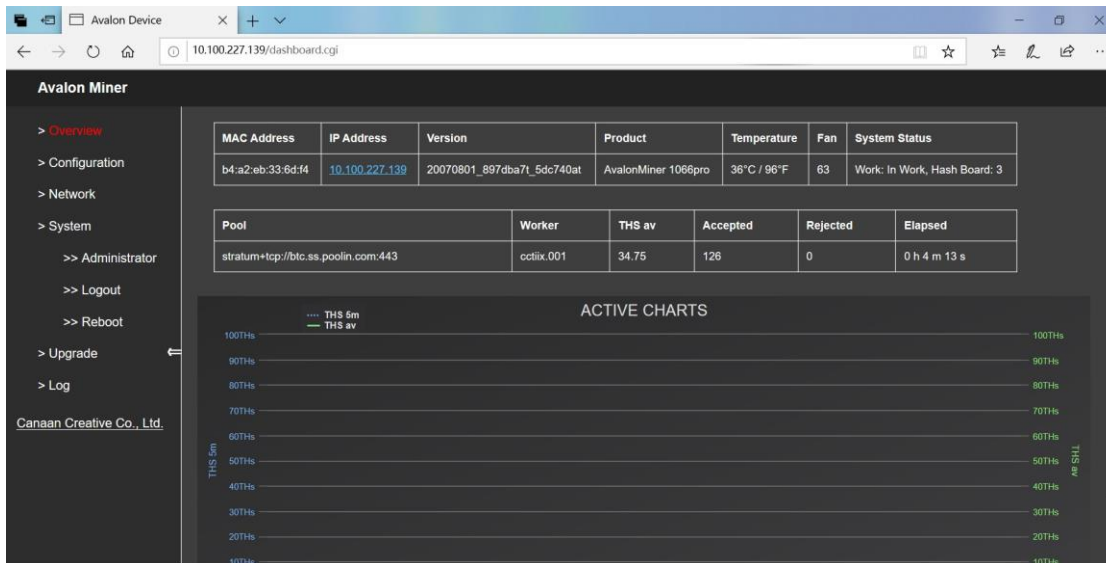 Avalon Device
10.100.227.139/dashboard.cgi
Avalon Miner
> Overview
> Configuration
> Network
> System
>> Administrator
>> Logout
>> Reboot
> Upgrade
> Log
Canaan Creative Co., Ltd.
MAC Address IP Address Version Product Temperature Fan System Status
b4:a2:eb:33:6d:f4 10.100.227.139 20070801_897dba7t_5dc740at AvalonMiner 1066pro 36°C / 96°F 63 Work: In Work, Hash Board: 3
Pool Worker THS av Accepted Rejected Elapsed
stratum+tcp://btc.ss.poolin.com:443 cctiix.001 34.75 126 0 0 h 4 m 13 s
ACTIVE CHARTS
THS 5m
THS av
100THs 100THs
90THs 90THs
80THs 80THs
70THs 70THs
60THs 60THs
50THs 50THs
40THs 40THs
30THs 30THs
20THs 20THs
10THs 10THs
THS 5m
THS av